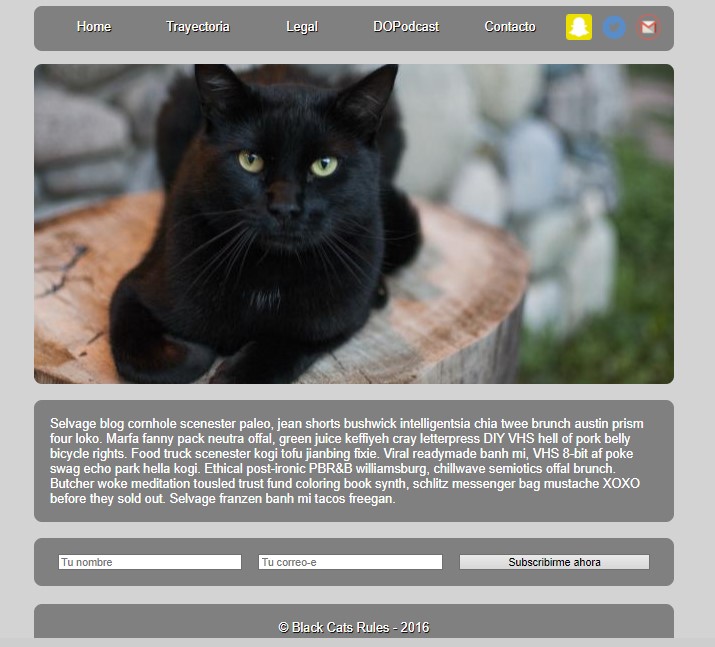 Home Trayectoria Legal DOPodcast Contacto
Selvage blog cornhole scenester paleo, jean shorts bushwick intelligentsia chia twee brunch austin prism
four loko. Marfa fanny pack neutra offal, green juice keffiyeh cray letterpress DIY VHS hell of pork belly
bicycle rights. Food truck scenester kogi tofu jianbing fixie. Viral readymade banh mi, VHS 8-bit af poke
swag echo park hella kogi. Ethical post-ironic PBR&B williamsburg, chillwave semiotics offal brunch.
Butcher woke meditation tousled trust fund coloring book synth, schlitz messenger bag mustache XOXO
before they sold out. Selvage franzen banh mi tacos freegan.
Tu nombre Tu correo-e Subscribirme ahora
© Black Cats Rules - 2016